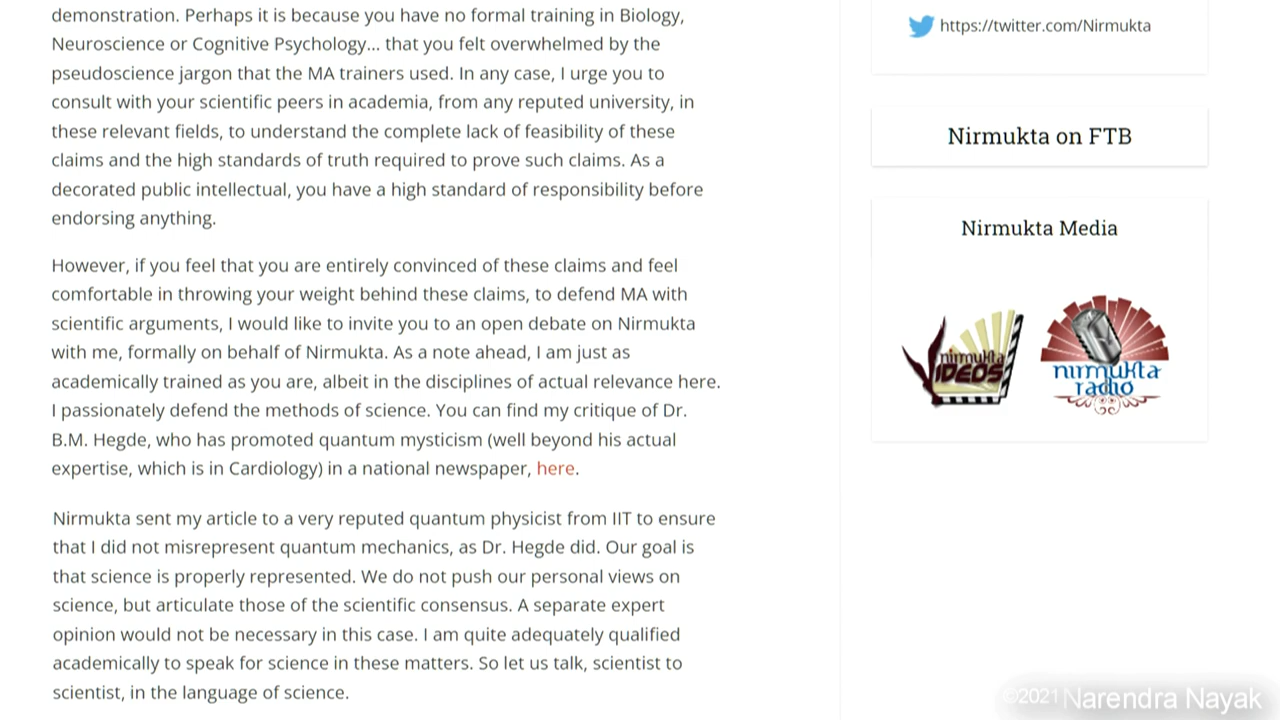 demonstration. Perhaps it is because you have no formal training in Biology,
Neuroscience or Cognitive Psychology... that you felt overwhelmed by the
pseudoscience jargon that the MA trainers used. In any case, I urge you to
consult with your scientific peers in academia, from any reputed university, in
these relevant fields, to understand the complete lack of feasibility of these
claims and the high standards of truth required to prove such claims. As a
decorated public intellectual, you have a high standard of responsibility before
endorsing anything.
However, if you feel that you are entirely convinced of these claims and feel
comfortable in throwing your weight behind these claims, to defend MA with
scientific arguments, I would like to invite you to an open debate on Nirmukta
with me, formally on behalf of Nirmukta. As a note ahead, I am just as
academically trained as you are, albeit in the disciplines of actual relevance here.
I passionately defend the methods of science. You can find my critique of Dr.
B.M. Hegde, who has promoted quantum mysticism (well beyond his actual
expertise, which is in Cardiology) in a national newspaper, here.
Nirmukta sent my article to a very reputed quantum physicist from IIT to ensure
that I did not misrepresent quantum mechanics, as Dr. Hegde did. Our goal is
that science is properly represented. We do not push our personal views on
science, but articulate those of the scientific consensus. A separate expert
opinion would not be necessary in this case. I am quite adequately qualified
academically to speak for science in these matters. So let us talk, scientist to
scientist, in the language of science.
https://twitter.com/Nirmukta
Nirmukta on FTB
Nirmukta Media
nirmukta
VIDEOS
nirmukta
radio
©2021 Narendra Nayak